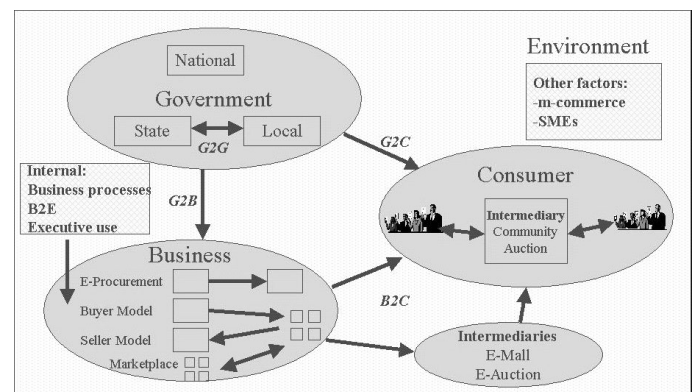 National
Government
State
Local
G2G
Environment
Other factors:
-m-commerce
-SMEs
G2C
Internal:
Business processes
B2E
Executive use
G2B
Consumer
Intermediary
Community
Auction
Business
E-Procurement
Buyer Model
Seller Model
Marketplace
B2C
Intermediaries
E-Mall
E-Auction